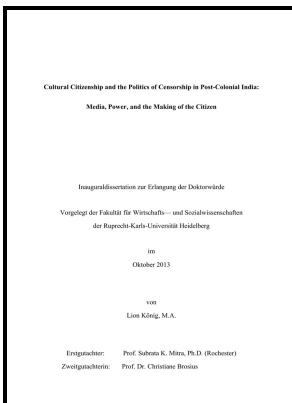 Cultural Citizenship and the Politics of Censorship in Post-Colonial India:
Media, Power, and the Making of the Citizen
Inauguraldissertation zur Erlangung der Doktorwürde
Vorgelegt der Fakultät für Wirtschafts— und Sozialwissenschaften
der Ruprecht-Karls-Universität Heidelberg
im
Oktober 2013
von
Lion König, M.A.
Erstgutachter: Prof. Subrata K. Mitra, Ph.D. (Rochester)
Zweitgutachterin: Prof. Dr. Christiane Brosius